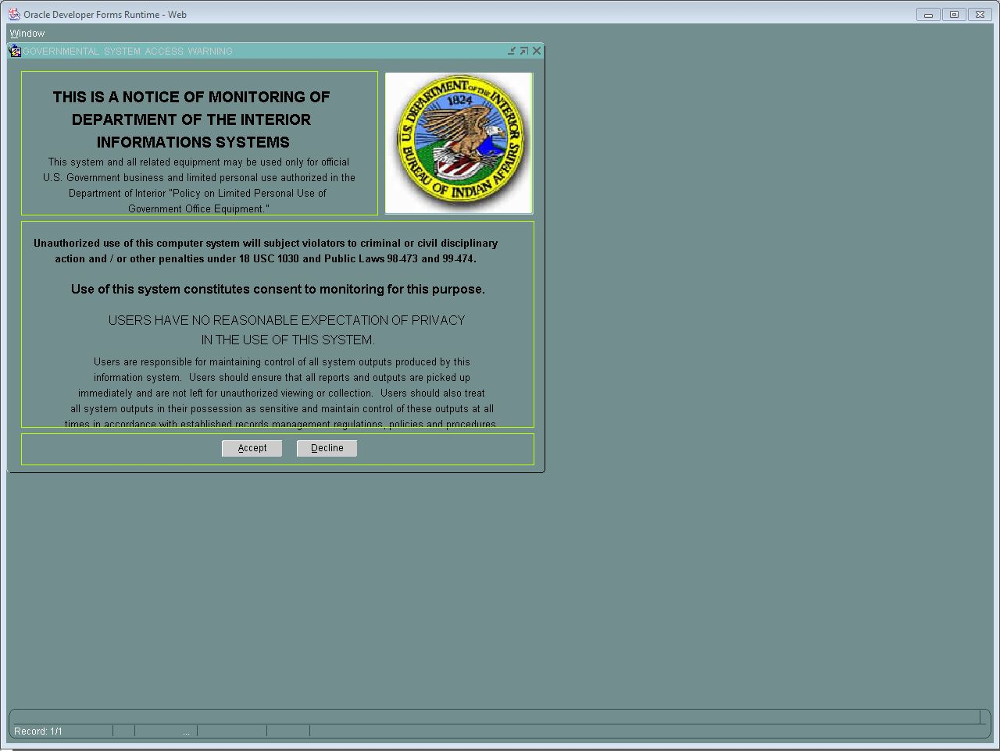 Oracle Developer Forms Runtime - Web
Window
GOVERNMENTAL SYSTEM ACCESS WARNING
THIS IS A NOTICE OF MONITORING OF
DEPARTMENT OF THE INTERIOR
INFORMATIONS SYSTEMS
This system and all related equipment may be used only for official
U.S. Government business and limited personal use authorized in the
Department of Interior "Policy on Limited Personal Use of
Government Office Equipment."
U.S. DEPARTMENT OF THE INTERIOR
1824
BUREAU OF INDIAN AFFAIRS
Unauthorized use of this computer system will subject violators to criminal or civil disciplinary
action and / or other penalties under 18 USC 1030 and Public Laws 98-473 and 99-474.
Use of this system constitutes consent to monitoring for this purpose.
USERS HAVE NO REASONABLE EXPECTATION OF PRIVACY
IN THE USE OF THIS SYSTEM.
Users are responsible for maintaining control of all system outputs produced by this
information system.  Users should ensure that all reports and outputs are picked up
immediately and are not left for unauthorized viewing or collection.  Users should also treat
all system outputs in their possession as sensitive and maintain control of these outputs at all
times in accordance with established records management regulations, policies and procedures
Accept Decline
Record: 1/1 ...